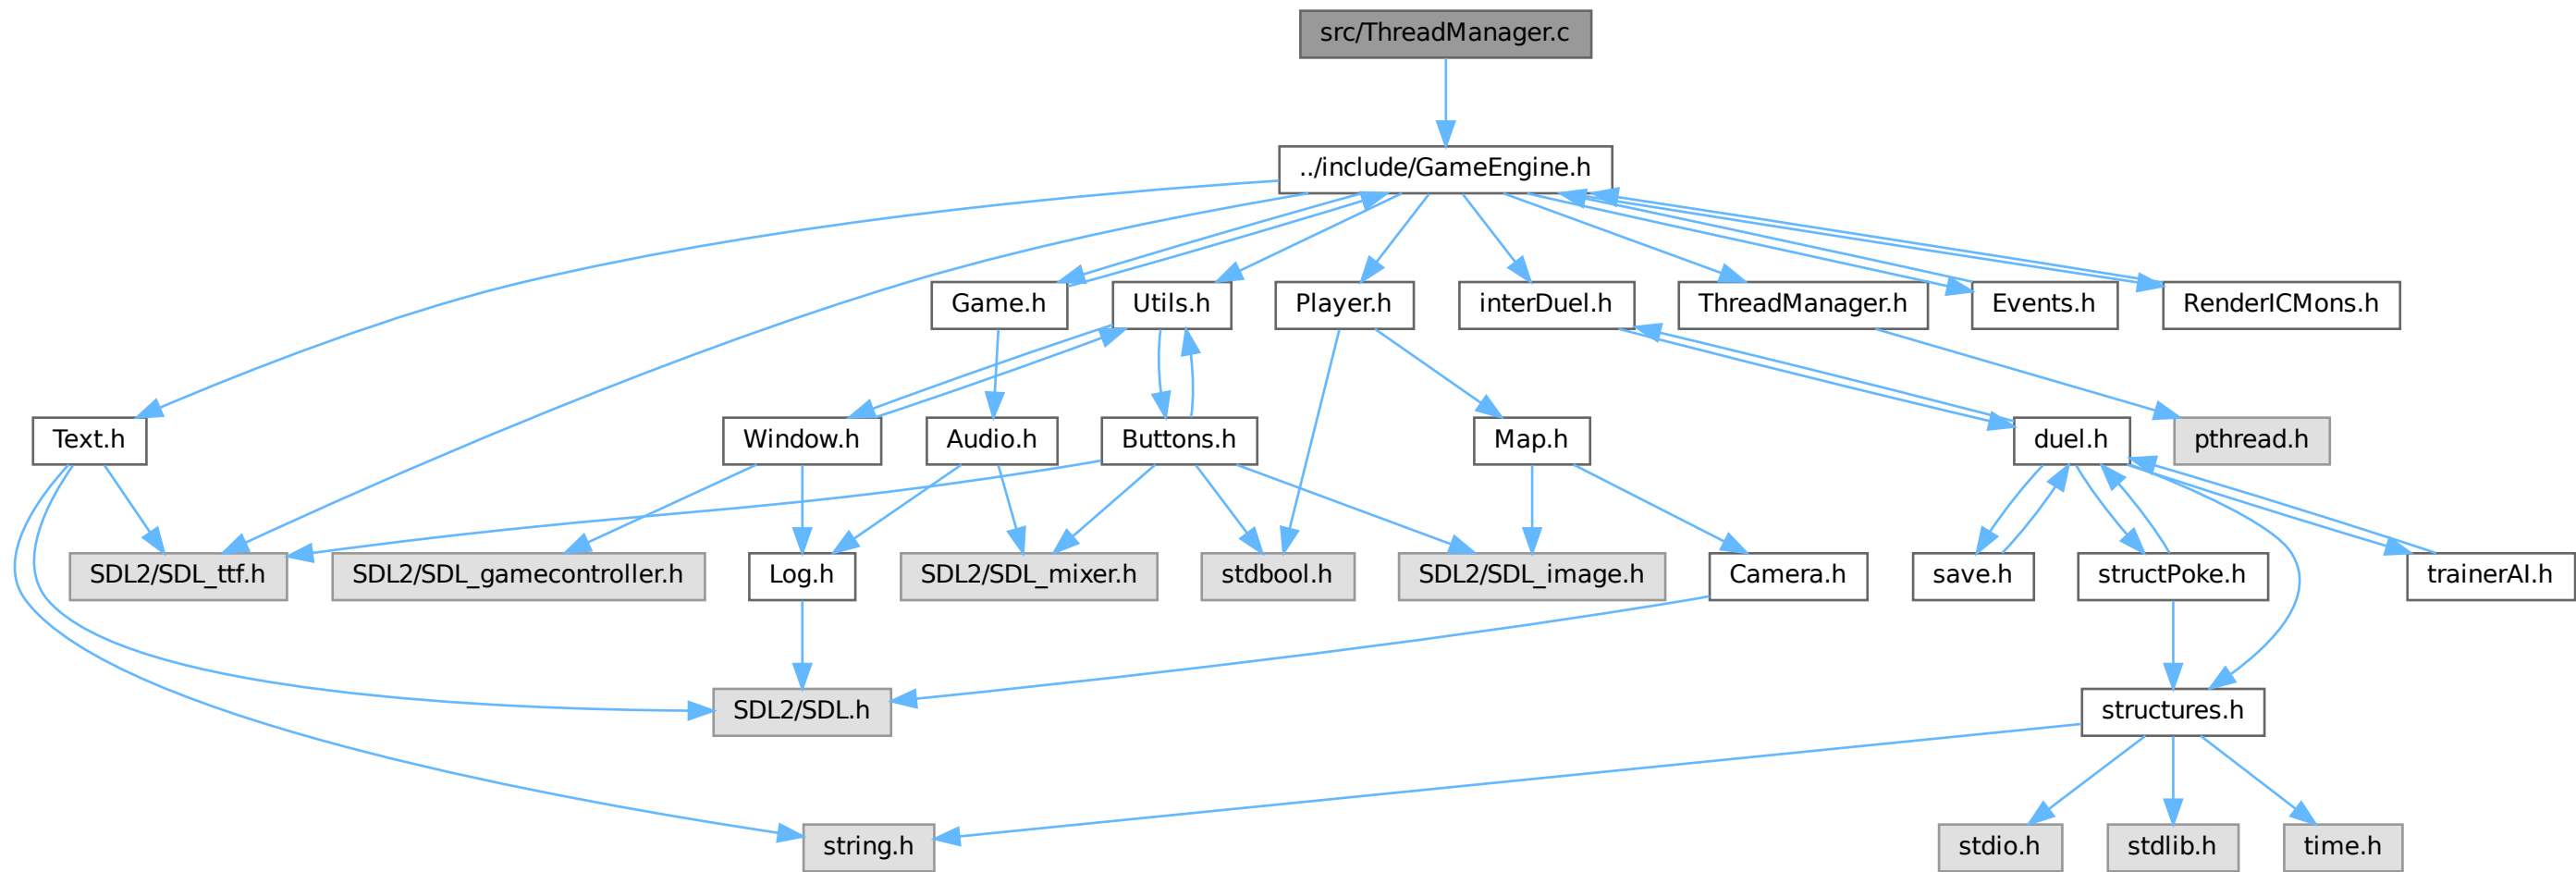 src/ThreadManager.c
../include/GameEngine.h
Game.h
Utils.h
Player.h
interDuel.h
ThreadManager.h
Events.h
RenderICMons.h
Text.h
Window.h
Audio.h
Buttons.h
Map.h
duel.h
pthread.h
SDL2/SDL_ttf.h
SDL2/SDL_gamecontroller.h
Log.h
SDL2/SDL_mixer.h
stdbool.h
SDL2/SDL_image.h
Camera.h
save.h
structPoke.h
trainerAI.h
SDL2/SDL.h
structures.h
string.h
stdio.h
stdlib.h
time.h